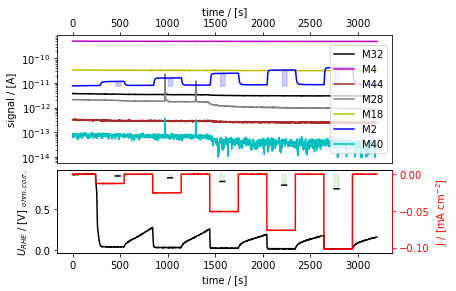 time / [s]
0 500 1000 1500 2000 2500 3000
signal / [A]
10⁻¹⁰
10⁻¹¹
10⁻¹²
10⁻¹³
10⁻¹⁴
M32
M4
M44
M28
M18
M2
M40
U_RHE / [V] ohm. corr.
0.5
0.0
0.00
−0.05
−0.10
J / [mA cm⁻²]
0 500 1000 1500 2000 2500 3000
time / [s]